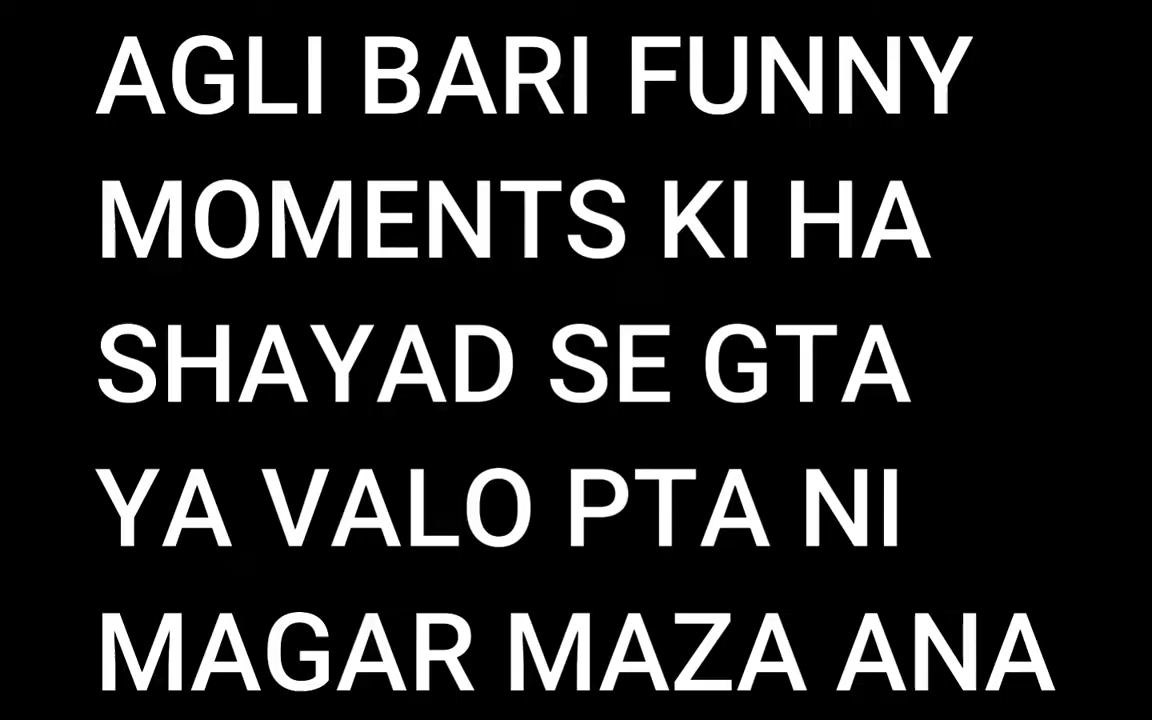 AGLI BARI FUNNY
MOMENTS KI HA
SHAYAD SE GTA
YA VALO PTA NI
MAGAR MAZA ANA